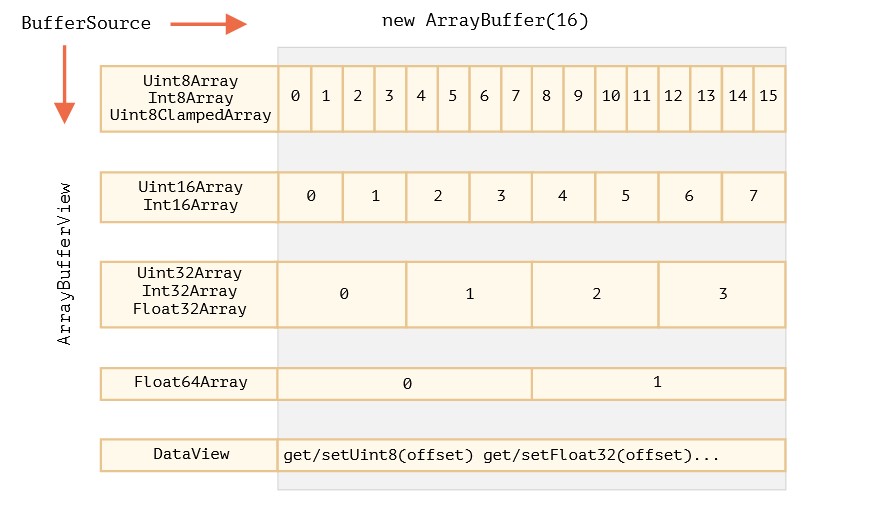 BufferSource
new ArrayBuffer(16)
ArrayBufferView
Uint8Array
Int8Array
Uint8ClampedArray
0 1 2 3 4 5 6 7 8 9 10 11 12 13 14 15
Uint16Array
Int16Array
0 1 2 3 4 5 6 7
Uint32Array
Int32Array
Float32Array
0 1 2 3
Float64Array
0 1
DataView
get/setUint8(offset) get/setFloat32(offset)...